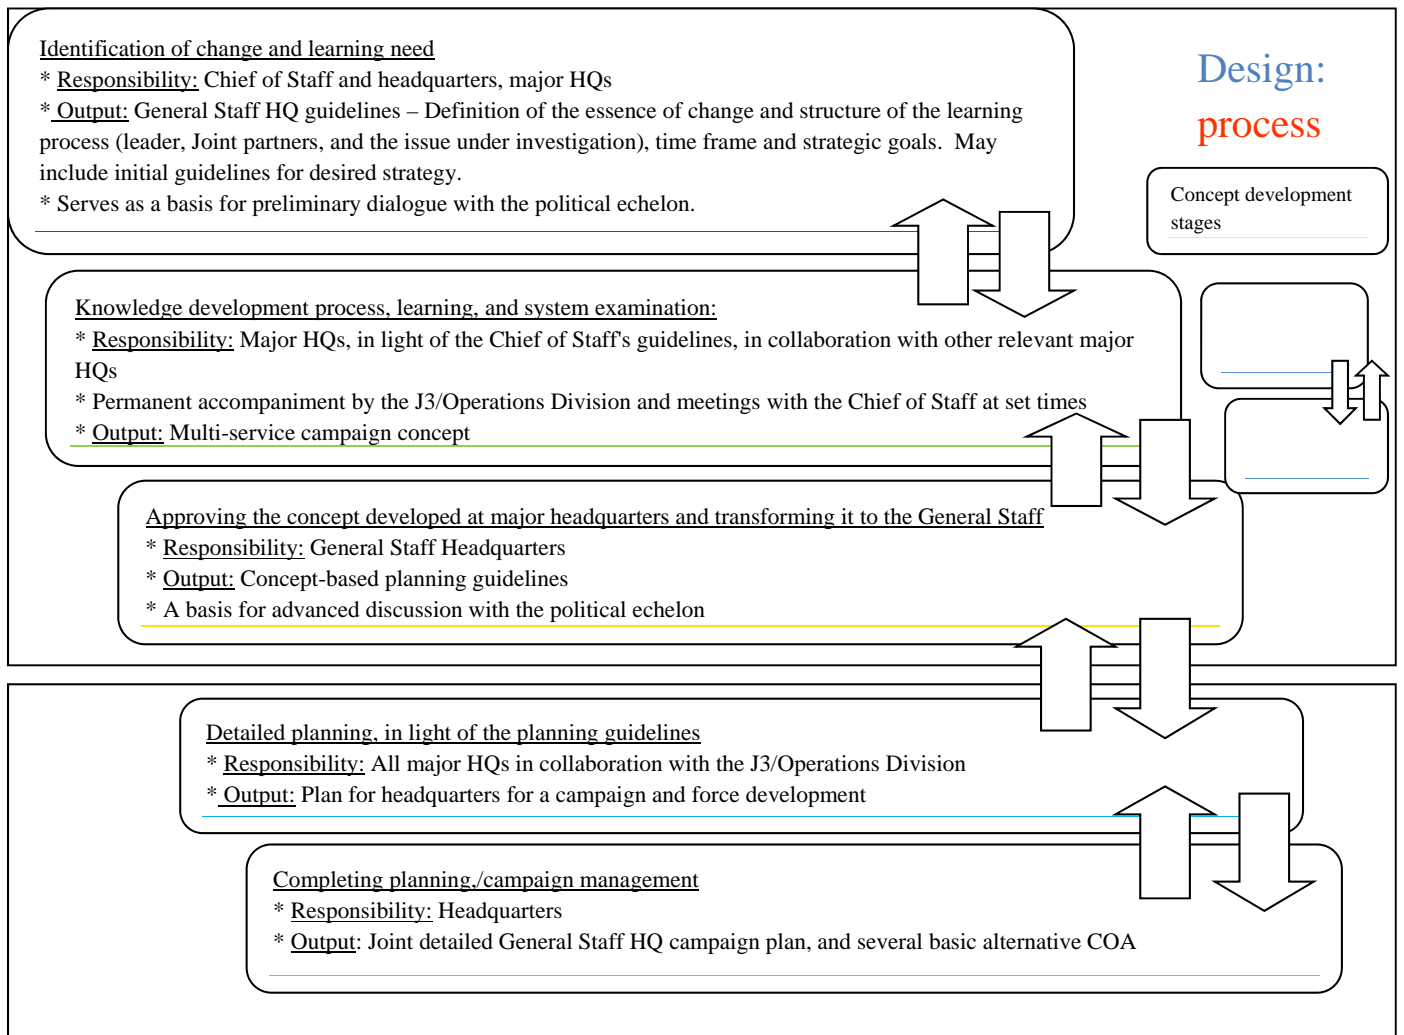 Identification of change and learning need
* Responsibility: Chief of Staff and headquarters, major HQs
* Output: General Staff HQ guidelines – Definition of the essence of change and structure of the learning
process (leader, Joint partners, and the issue under investigation), time frame and strategic goals.  May
include initial guidelines for desired strategy.
* Serves as a basis for preliminary dialogue with the political echelon.
Design:
process
Concept development
stages
Knowledge development process, learning, and system examination:
* Responsibility: Major HQs, in light of the Chief of Staff's guidelines, in collaboration with other relevant major
HQs
* Permanent accompaniment by the J3/Operations Division and meetings with the Chief of Staff at set times
* Output: Multi-service campaign concept
Approving the concept developed at major headquarters and transforming it to the General Staff
* Responsibility: General Staff Headquarters
* Output: Concept-based planning guidelines
* A basis for advanced discussion with the political echelon
Detailed planning, in light of the planning guidelines
* Responsibility: All major HQs in collaboration with the J3/Operations Division
* Output: Plan for headquarters for a campaign and force development
Completing planning,/campaign management
* Responsibility: Headquarters
* Output: Joint detailed General Staff HQ campaign plan, and several basic alternative COA